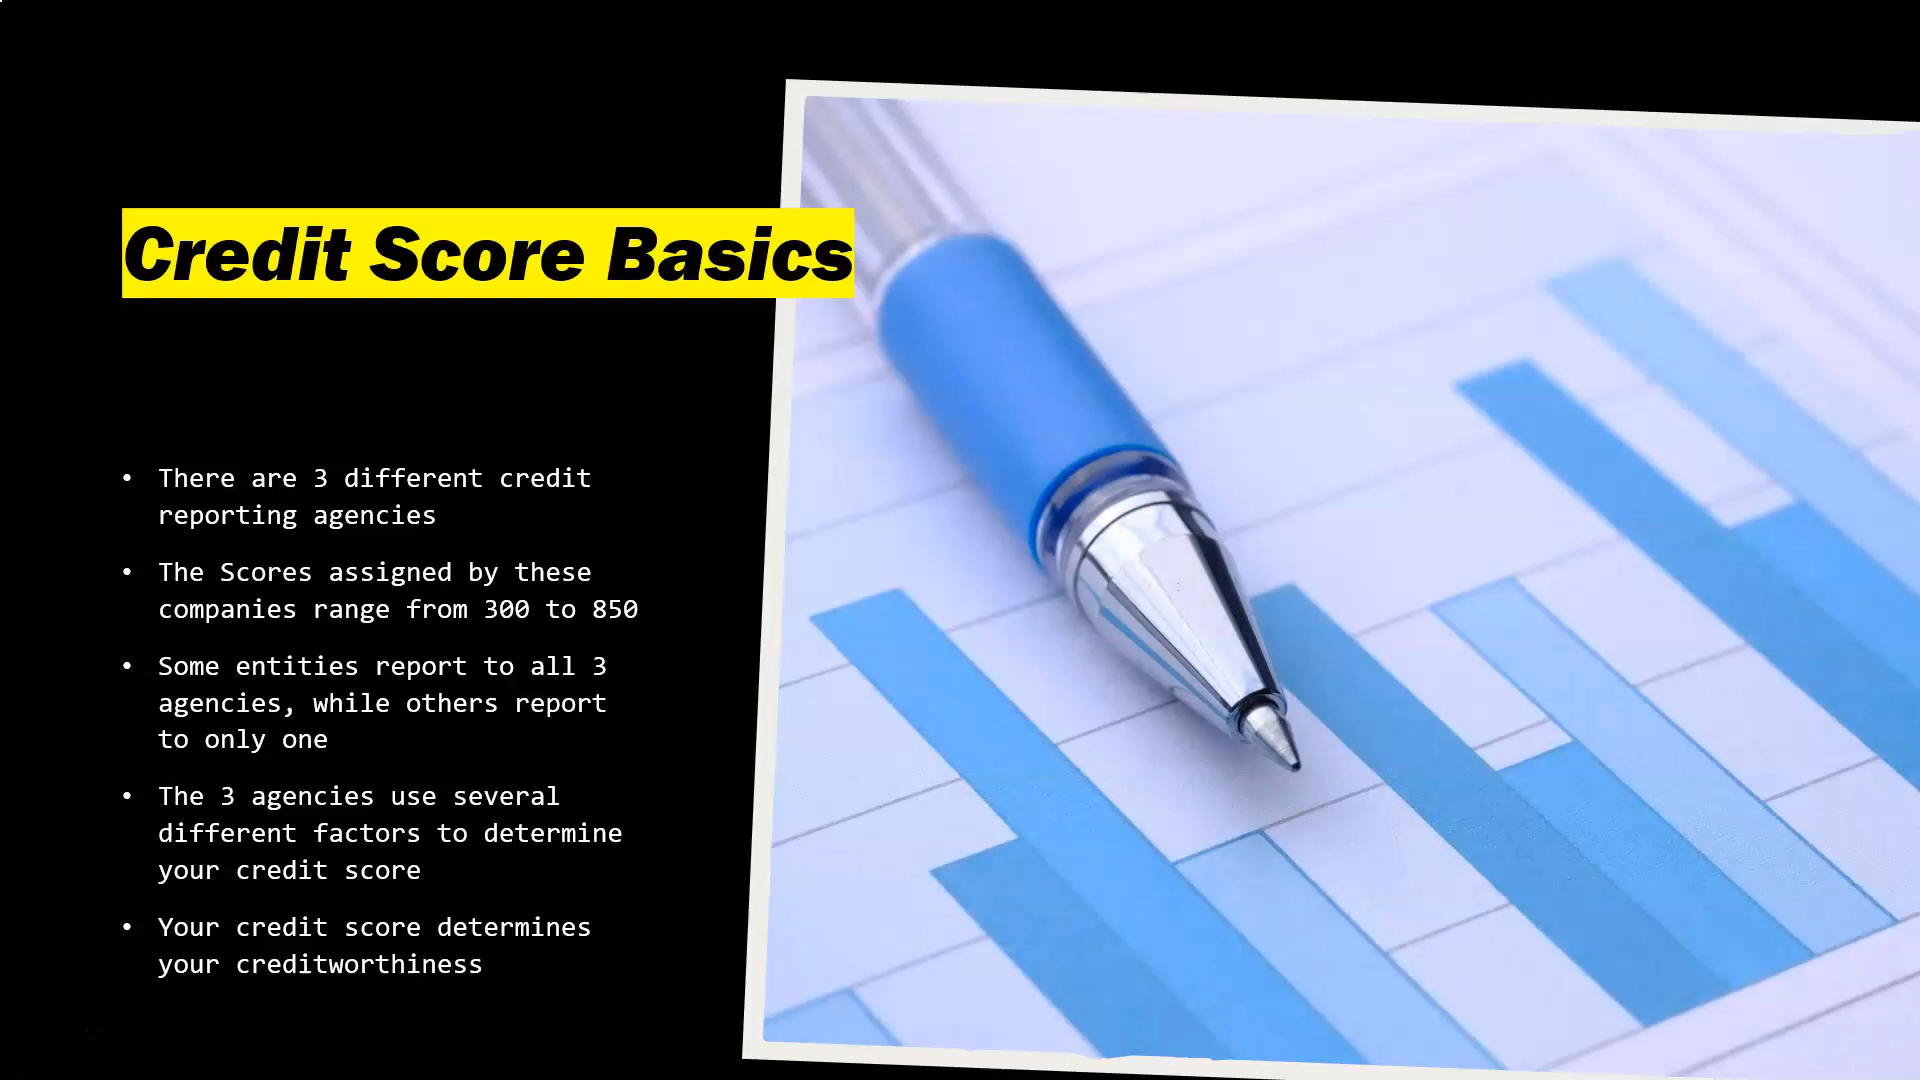 Credit Score Basics
• There are 3 different credit
reporting agencies
• The Scores assigned by these
companies range from 300 to 850
• Some entities report to all 3
agencies, while others report
to only one
• The 3 agencies use several
different factors to determine
your credit score
• Your credit score determines
your creditworthiness